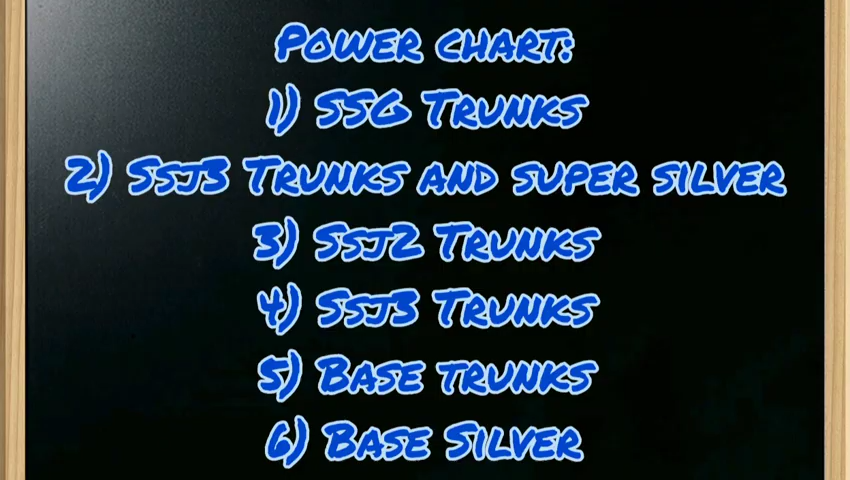 Power chart:
1) SSG Trunks
2) Ssj3 Trunks and super silver
3) Ssj2 Trunks
4) Ssj3 Trunks
5) Base trunks
6) Base Silver